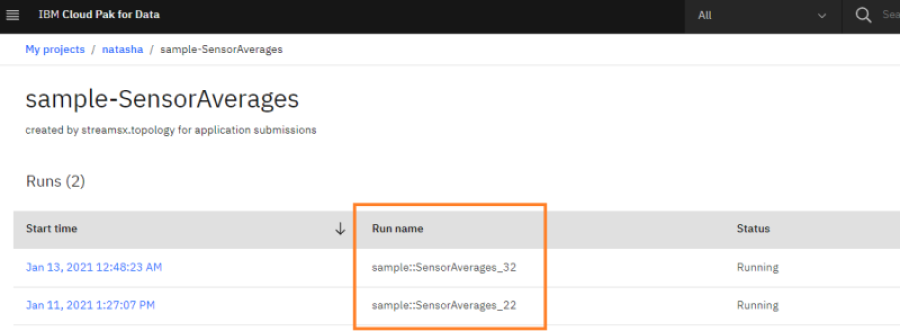 IBM Cloud Pak for Data All
My projects / natasha / sample-SensorAverages
sample-SensorAverages
created by streamsx.topology for application submissions
Runs (2)
Start time Run name Status
Jan 13, 2021 12:48:23 AM sample::SensorAverages_32 Running
Jan 11, 2021 1:27:07 PM sample::SensorAverages_22 Running